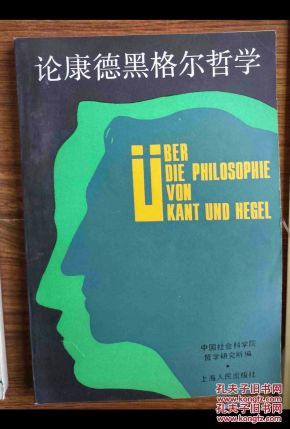 论康德黑格尔哲学
ÜBER
DIE PHILOSOPHIE
VON
KANT UND HEGEL
中国社会科学院
哲学研究所编
上海人民出版社
孔夫子旧书网